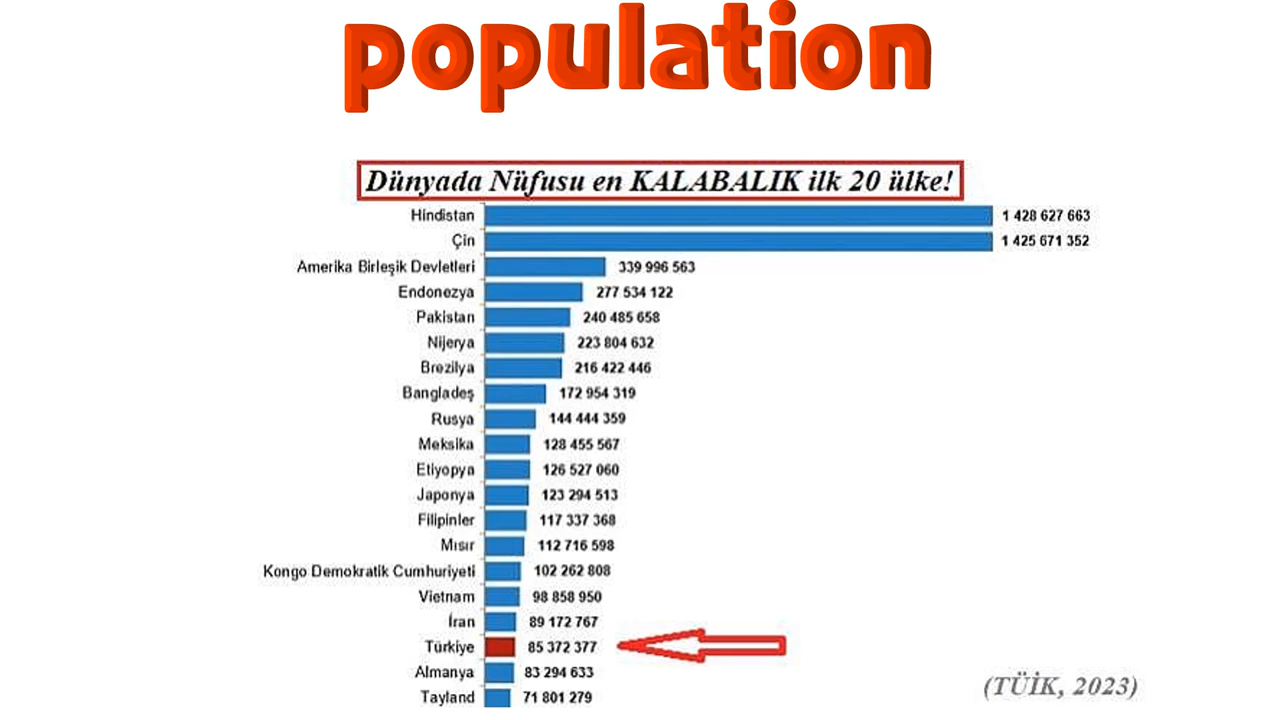 population
Dünyada Nüfusu en KALABALIK ilk 20 ülke!
Hindistan 1 428 627 663
Çin 1 425 671 352
Amerika Birleşik Devletleri 339 996 563
Endonezya 277 534 122
Pakistan 240 485 658
Nijerya 223 804 632
Brezilya 216 422 446
Bangladeş 172 954 319
Rusya 144 444 359
Meksika 128 455 567
Etiyopya 126 527 060
Japonya 123 294 513
Filipinler 117 337 368
Mısır 112 716 598
Kongo Demokratik Cumhuriyeti 102 262 808
Vietnam 98 858 950
İran 89 172 767
Türkiye 85 372 377
Almanya 83 294 633
Tayland 71 801 279
(TÜİK, 2023)